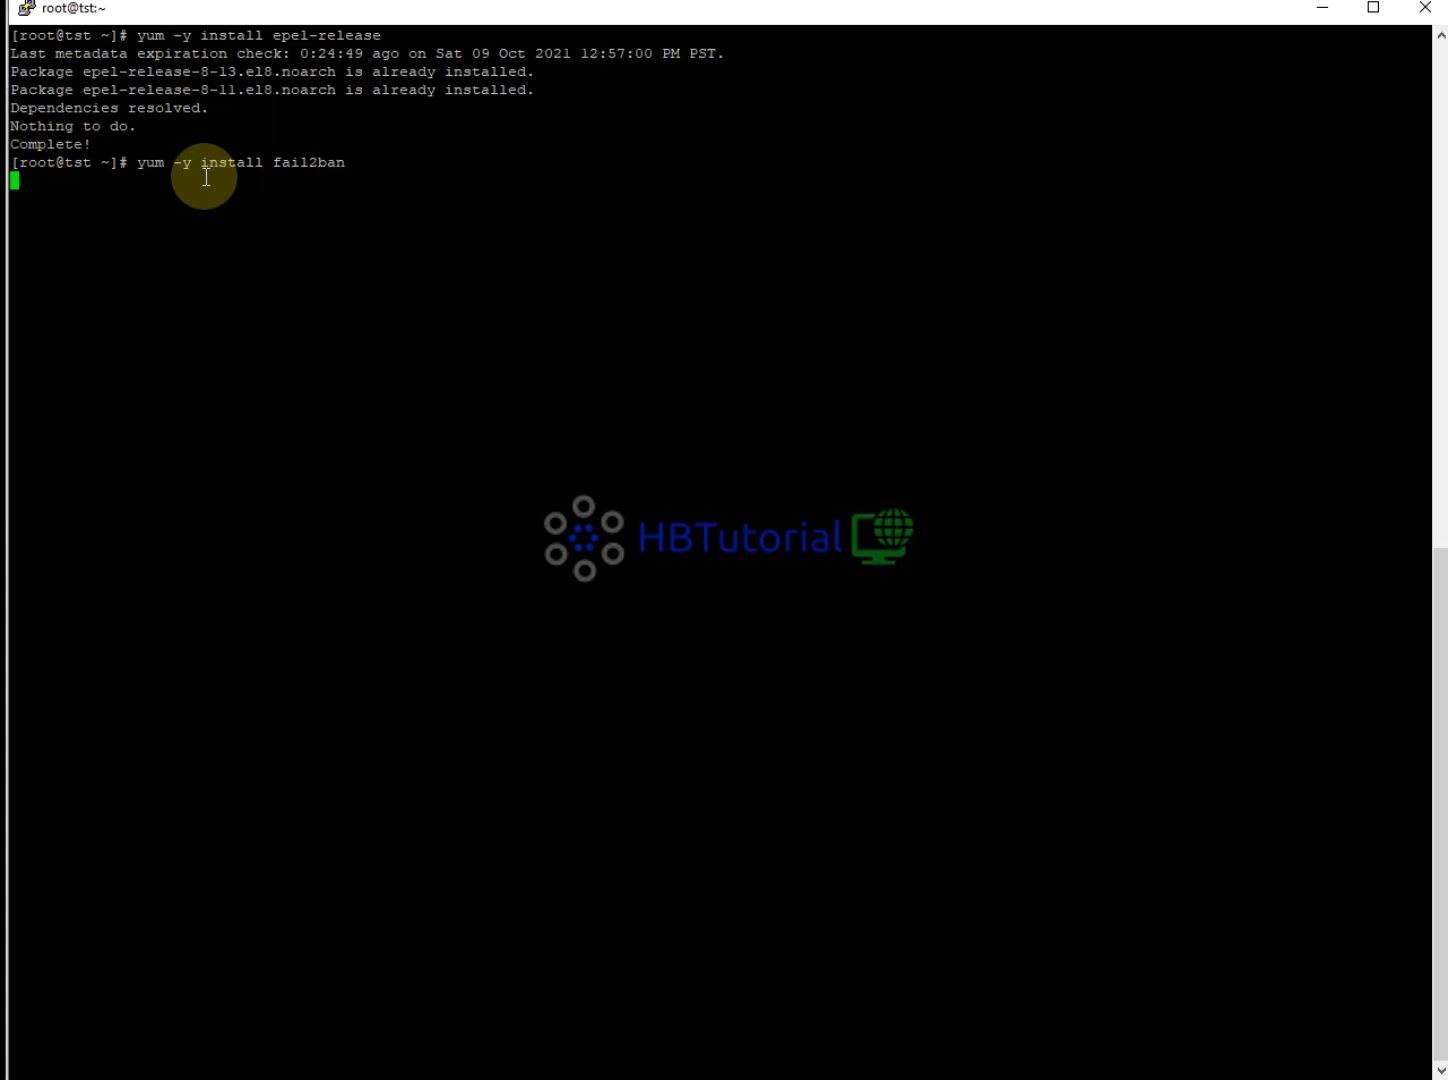 root@tst:~
[root@tst ~]# yum -y install epel-release
Last metadata expiration check: 0:24:49 ago on Sat 09 Oct 2021 12:57:00 PM PST.
Package epel-release-8-13.el8.noarch is already installed.
Package epel-release-8-11.el8.noarch is already installed.
Dependencies resolved.
Nothing to do.
Complete!
[root@tst ~]# yum -y install fail2ban
HBTutorial